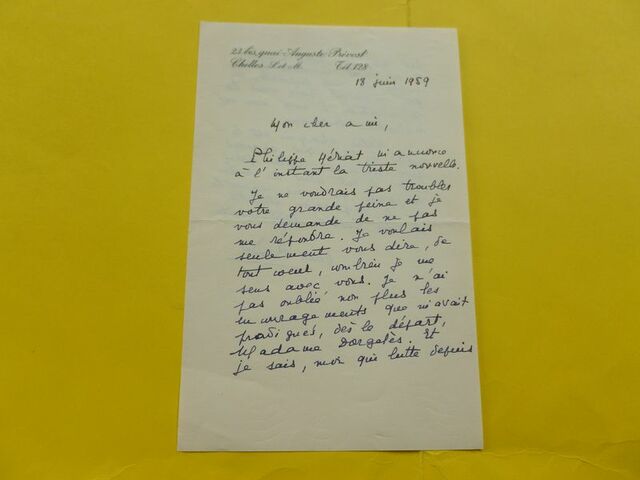 23 bis, quai Auguste Prévost
Chelles S. et M. Tél. 128
18 juin 1959
Mon cher ami,
Philippe Hériat m'annonce
à l'instant la triste nouvelle.
Je ne voudrais pas troubler
votre grande peine et je
vous demande de ne pas
me répondre. Je voulais
seulement vous dire, de
tout coeur, combien je me
sens avec vous. Je n'ai
pas oublié non plus les
encouragements que m'avait
prodigués, dès le départ,
Madame Dorgelès. Et
je sais, moi qui lutte depuis